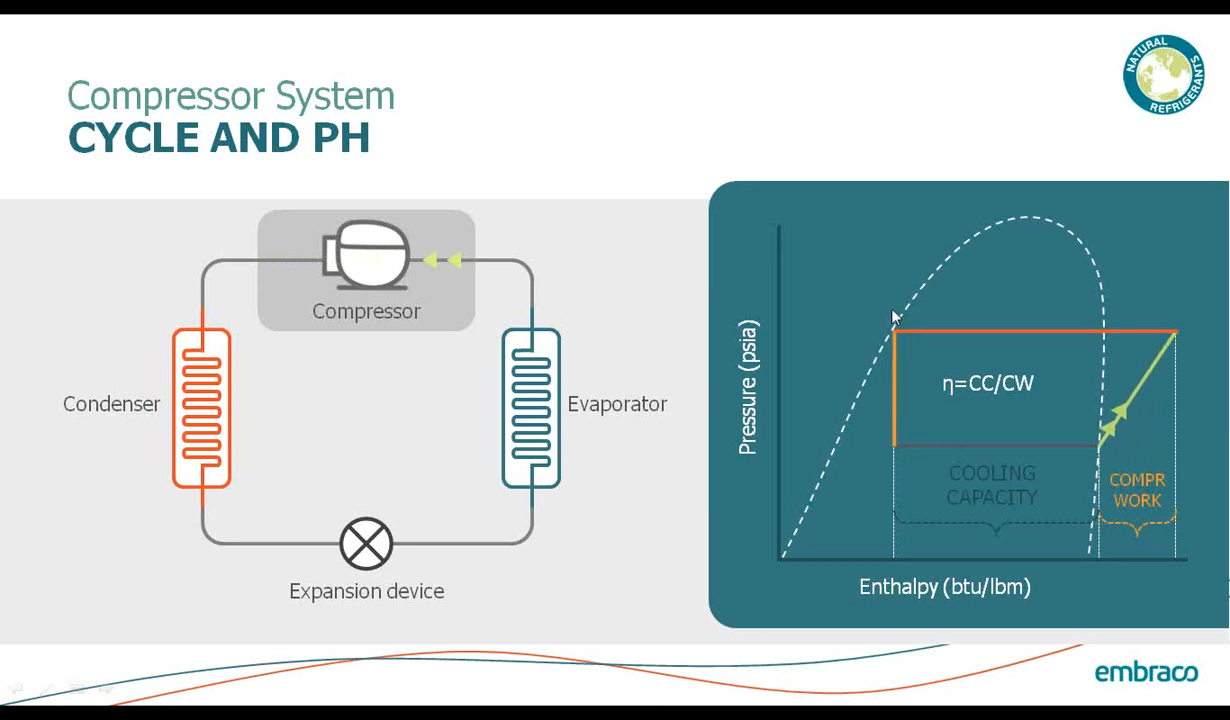 Compressor System
CYCLE AND PH
NATURAL REFRIGERANTS
Compressor
Condenser
Evaporator
Expansion device
Pressure (psia)
η=CC/CW
COOLING
CAPACITY
COMPR
WORK
Enthalpy (btu/lbm)
embraco